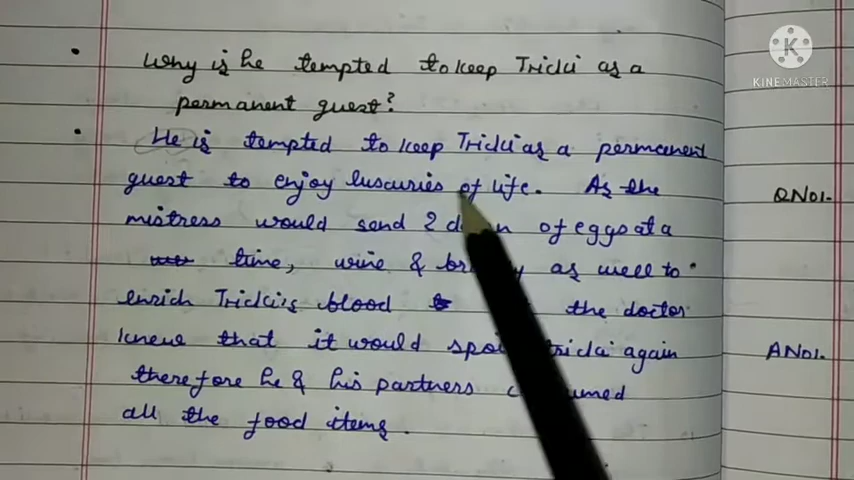 Why is he tempted to keep Tricki as a
permanent guest?
He is tempted to keep Tricki as a permanent
guest to enjoy luscuries of life. As the
mistress would send 2 of eggs at a
time, wine & as well to
enrich Tricki's blood the doctor
knew that it would Tricki again
therefore he & his partners
all the food items.
QNO1.
ANO1.
K
KINEMASTER